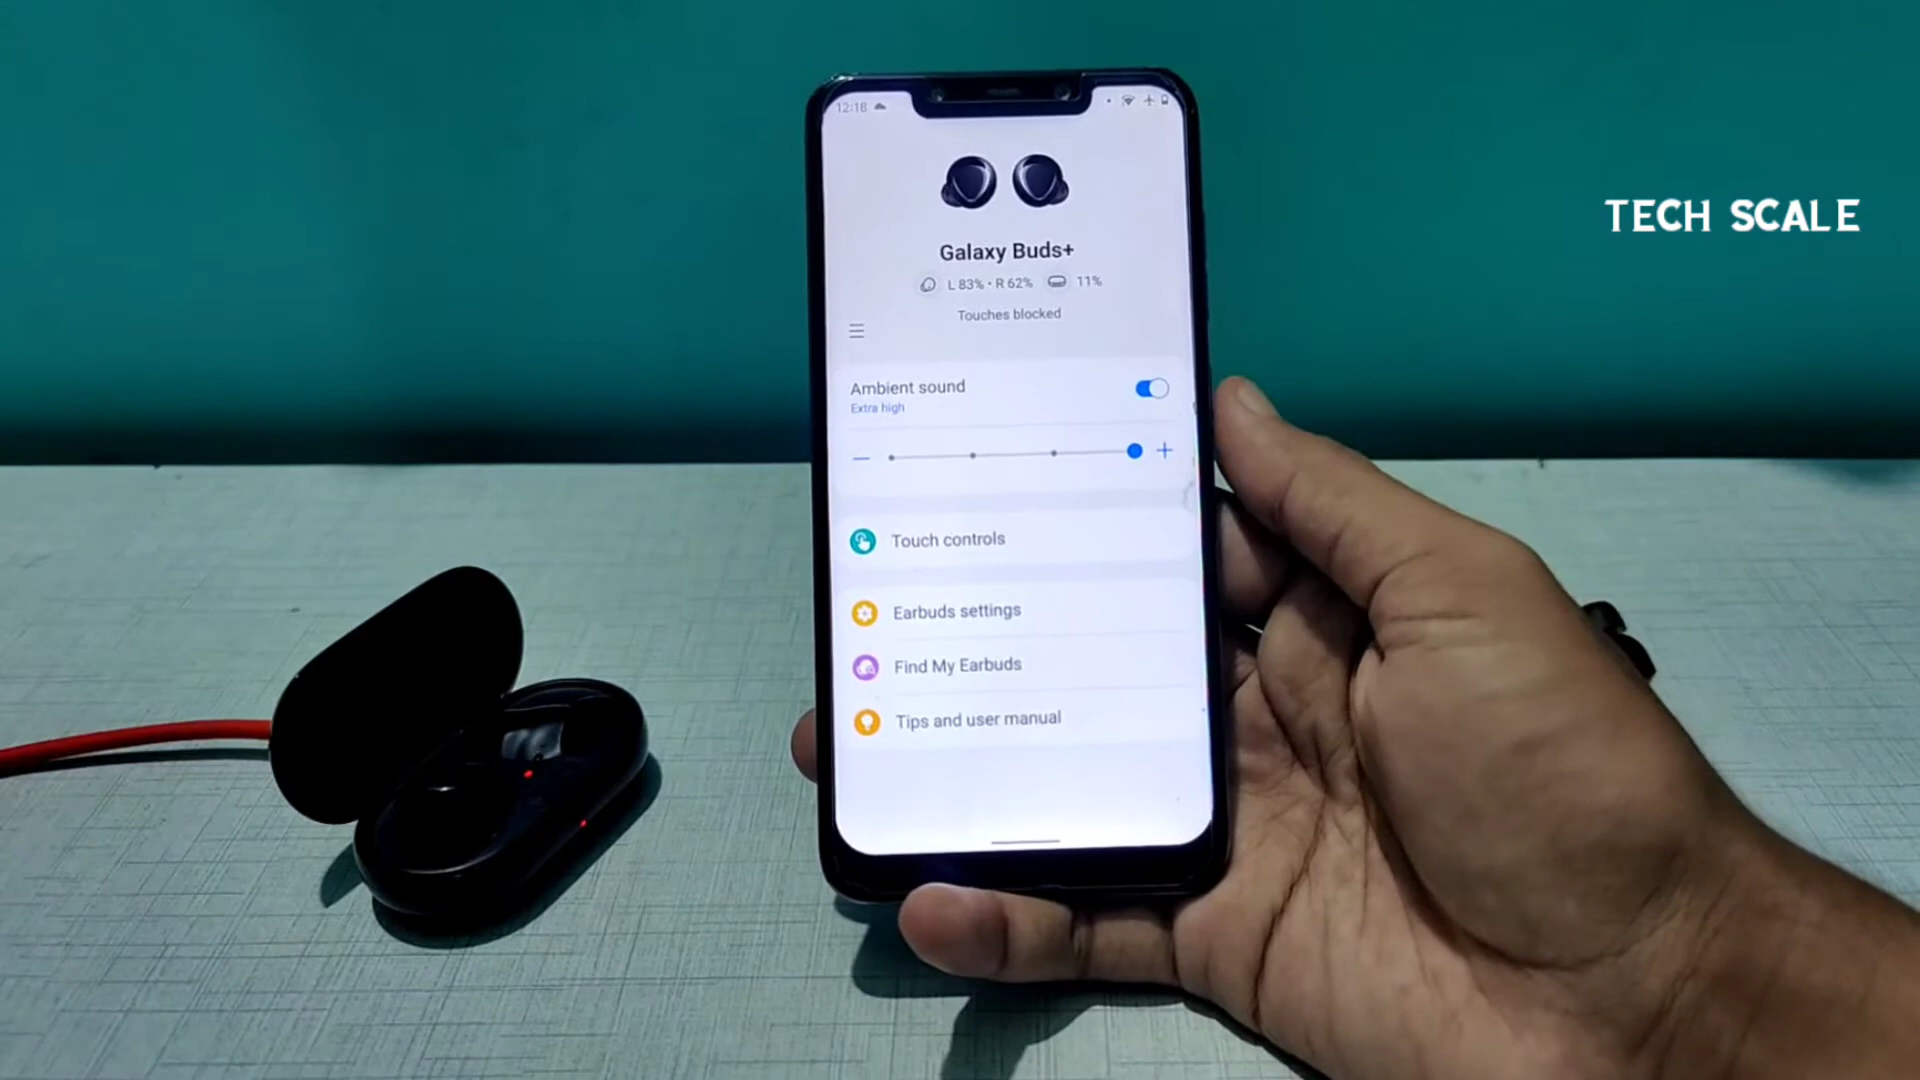 12:18
TECH SCALE
Galaxy Buds+
L 83% • R 62% 11%
Touches blocked
Ambient sound
Extra high
Touch controls
Earbuds settings
Find My Earbuds
Tips and user manual